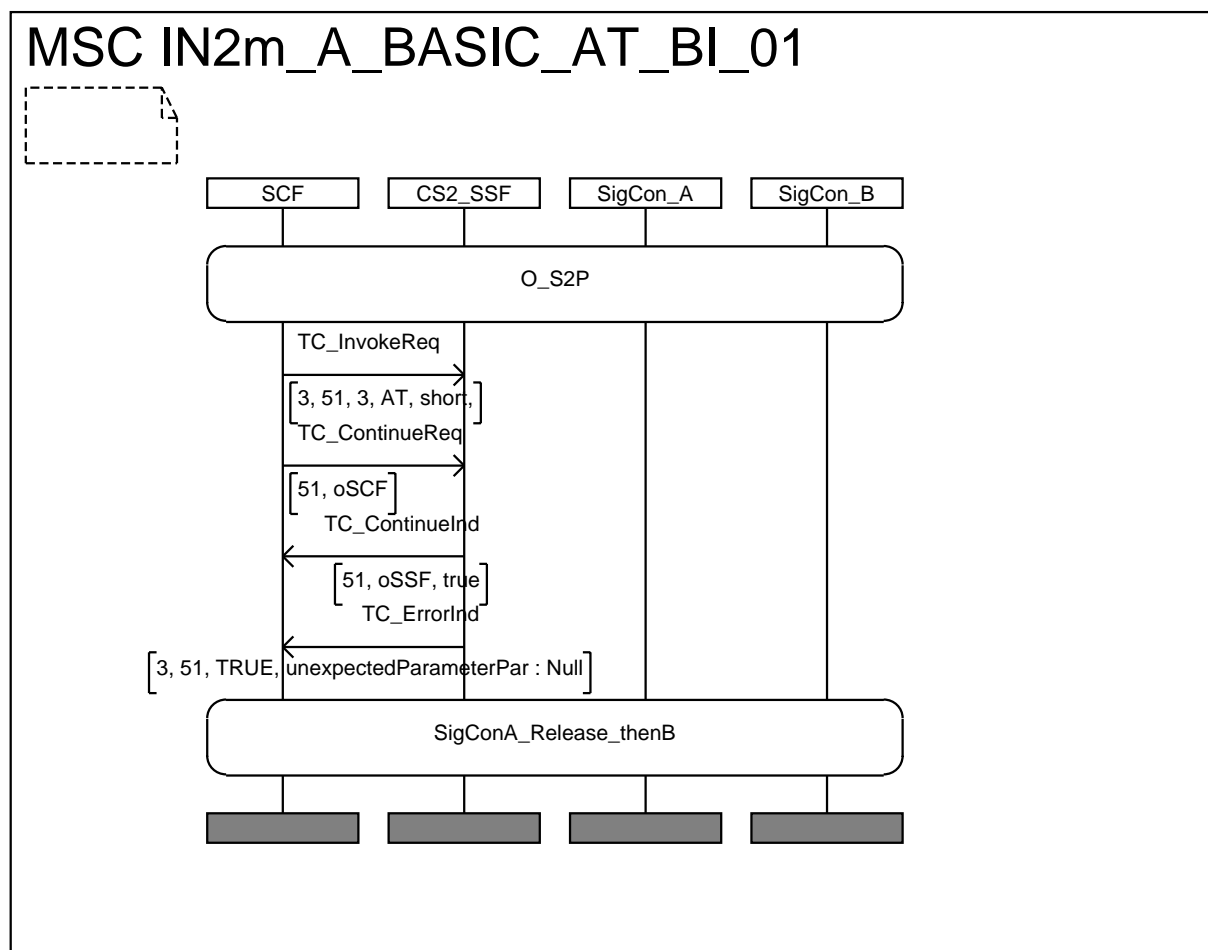 MSC IN2m_A_BASIC_AT_BI_01
SCF CS2_SSF SigCon_A SigCon_B
O_S2P
TC_InvokeReq
3, 51, 3, AT, short,
TC_ContinueReq
51, oSCF
TC_ContinueInd
51, oSSF, true
TC_ErrorInd
3, 51, TRUE, unexpectedParameterPar : Null
SigConA_Release_thenB